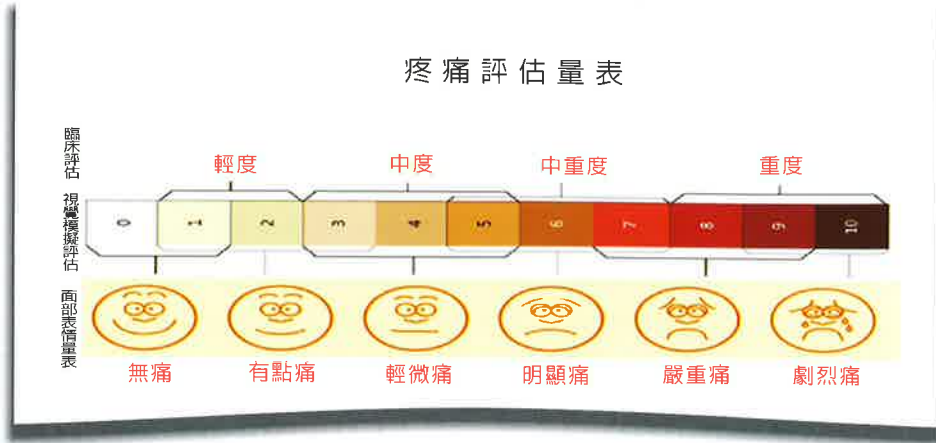 疼痛評估量表
臨床評估
輕度 中度 中重度 重度
視覺模擬評估
0 1 2 3 4 5 6 7 8 9 10
面部表情量表
無痛 有點痛 輕微痛 明顯痛 嚴重痛 劇烈痛